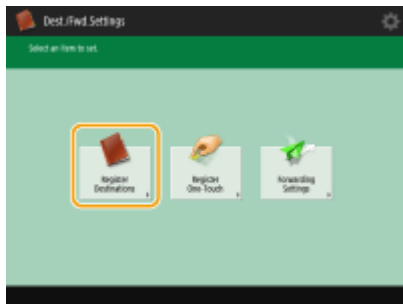 Dest./Fwd Settings
Select an item to set.
Register
Destinations
Register
One-Touch
Forwarding
Settings